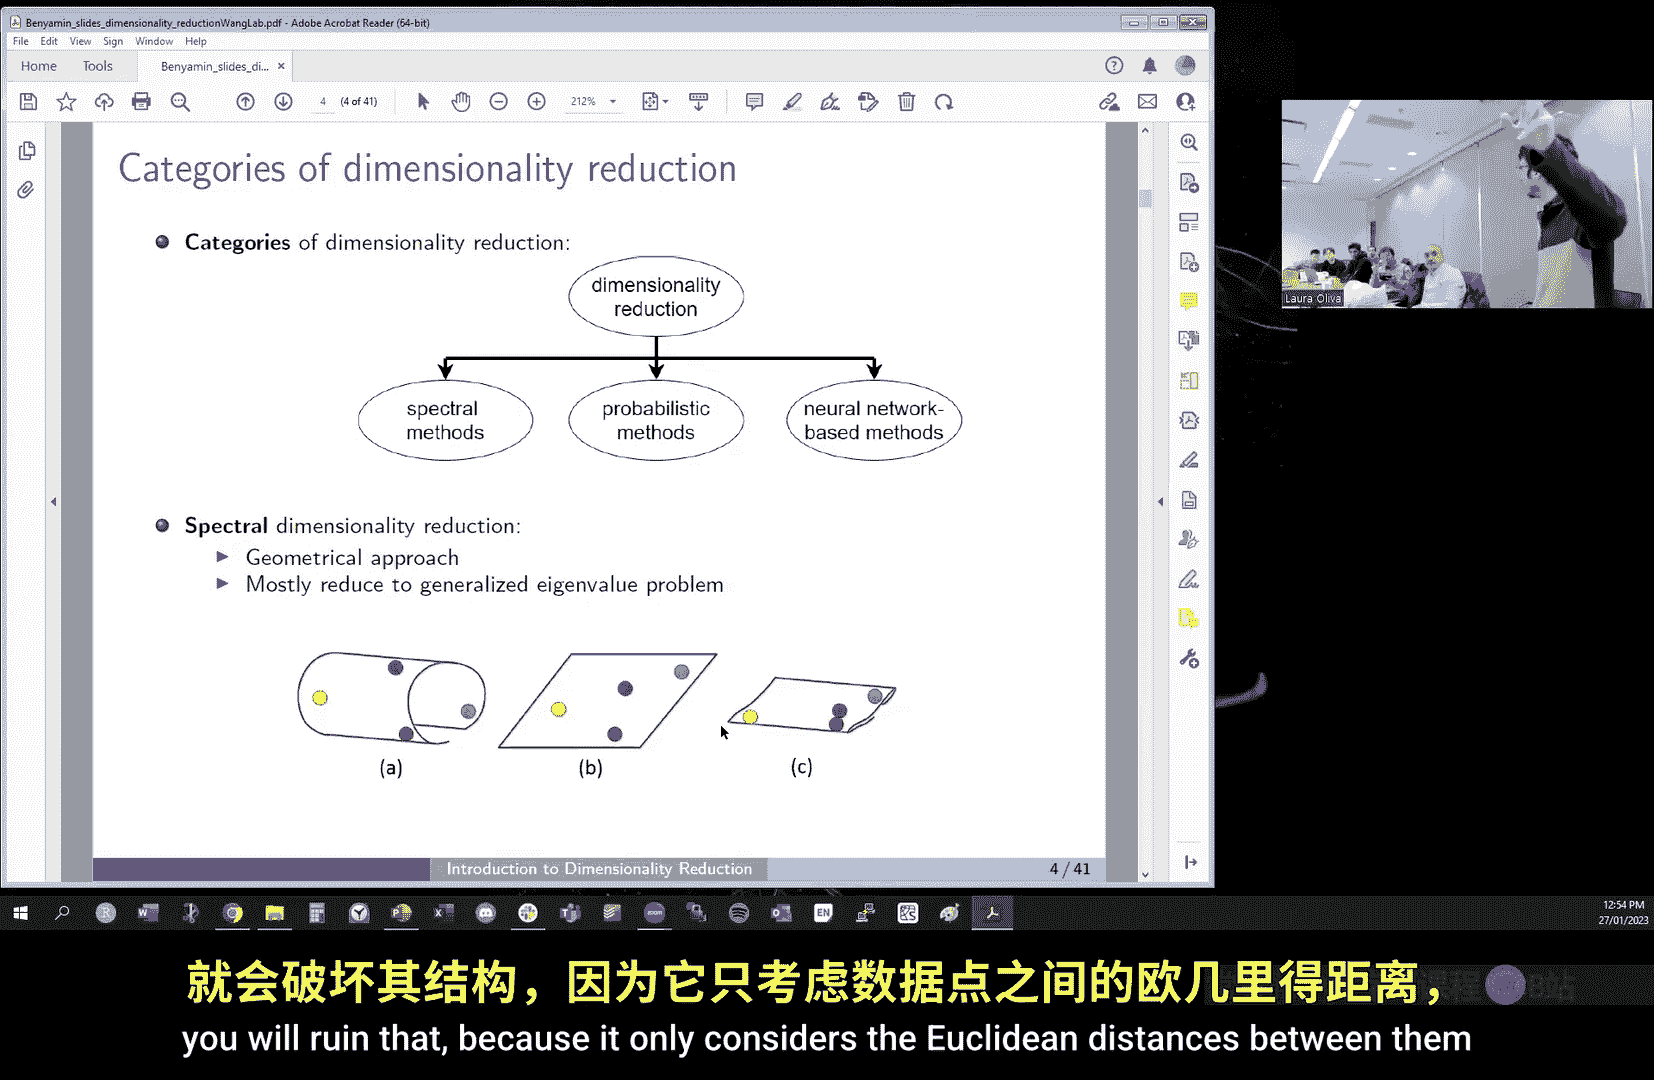 Benyamin_slides_dimensionality_reductionWangLab.pdf - Adobe Acrobat Reader (64-bit)
File Edit View Sign Window Help
Home Tools Benyamin_slides_di... ×
4 (4 of 41) 212%
Categories of dimensionality reduction
Categories of dimensionality reduction:
dimensionality
reduction
spectral
methods
probabilistic
methods
neural network-
based methods
Spectral dimensionality reduction:
Geometrical approach
Mostly reduce to generalized eigenvalue problem
(a) (b) (c)
Introduction to Dimensionality Reduction 4 / 41
Laura Oliva
EN
12:54 PM
27/01/2023
就会破坏其结构，因为它只考虑数据点之间的欧几里得距离，
you will ruin that, because it only considers the Euclidean distances between them